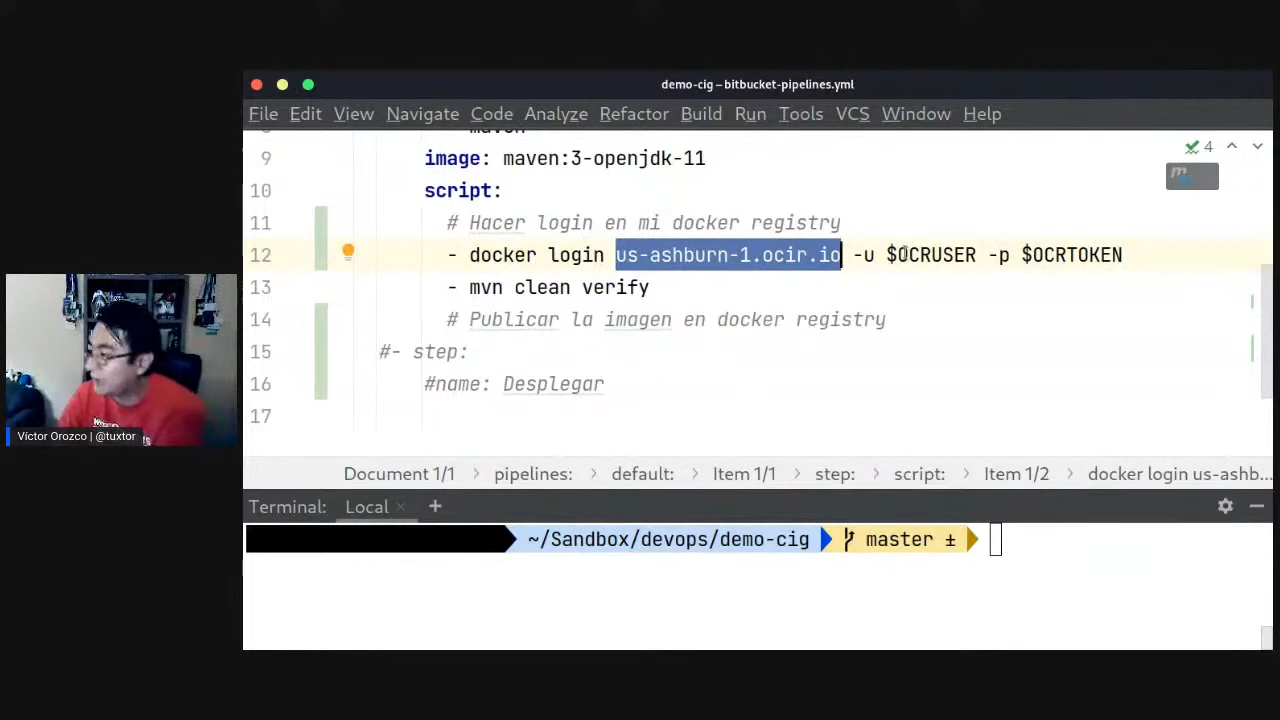 demo-cig – bitbucket-pipelines.yml
File Edit View Navigate Code Analyze Refactor Build Run Tools VCS Window Help
9 image: maven:3-openjdk-11
4
10 script:
11 # Hacer login en mi docker registry
12 - docker login us-ashburn-1.ocir.io -u $OCRUSER -p $OCRTOKEN
13 - mvn clean verify
14 # Publicar la imagen en docker registry
15 #- step:
16 #name: Desplegar
17
Víctor Orozco | @tuxtor
Document 1/1 › pipelines: › default: › Item 1/1 › step: › script: › Item 1/2 › docker login us-ashb...
Terminal: Local × +
~/Sandbox/devops/demo-cig master ±